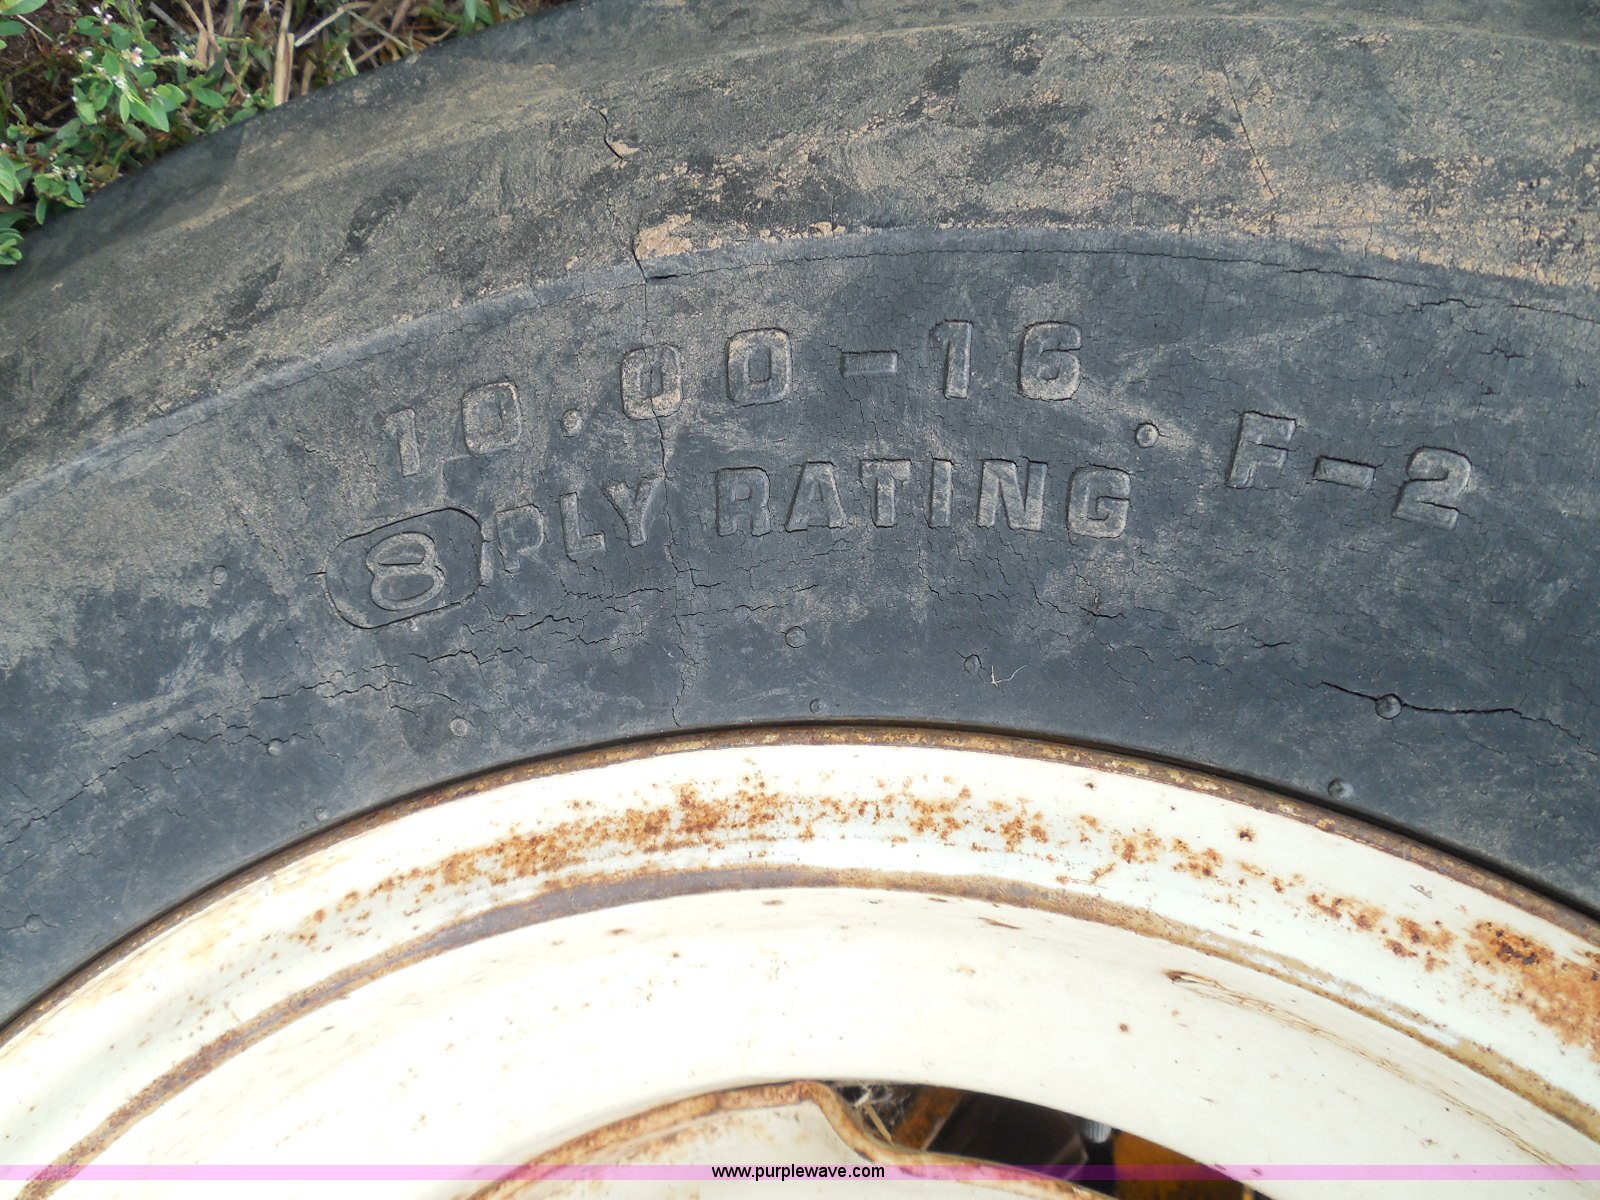 10.00-16
F-2
8 PLY RATING
www.purplewave.com